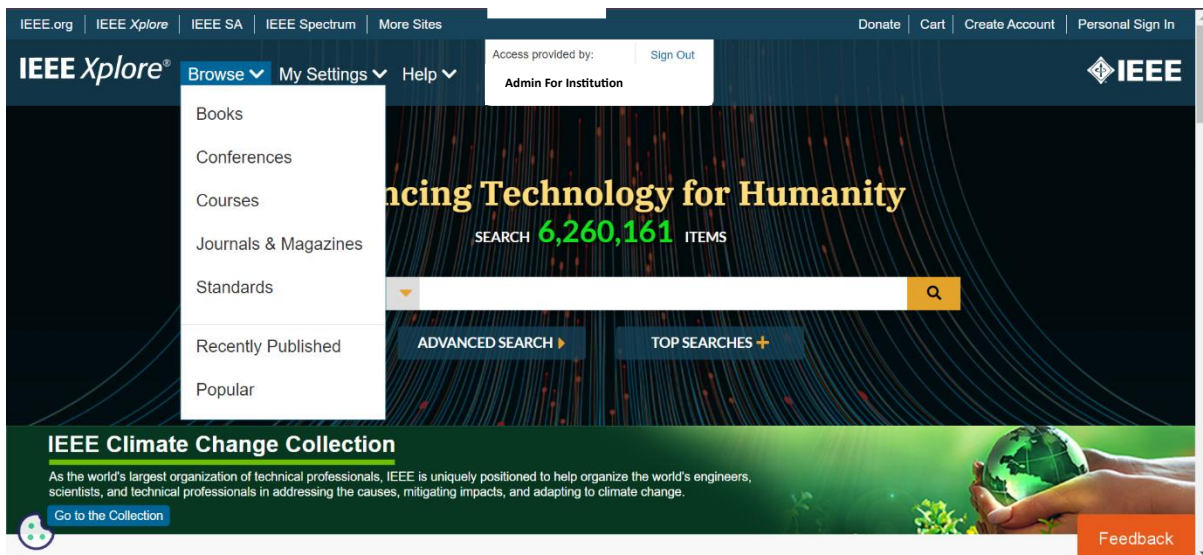 IEEE.org IEEE Xplore IEEE SA IEEE Spectrum More Sites Donate Cart Create Account Personal Sign In
IEEE Xplore® Browse My Settings Help
Access provided by: Sign Out
Admin For Institution
IEEE
Books
Conferences
Courses
Journals & Magazines
Standards
Recently Published
Popular
ncing Technology for Humanity
SEARCH 6,260,161 ITEMS
ADVANCED SEARCH TOP SEARCHES +
IEEE Climate Change Collection
As the world's largest organization of technical professionals, IEEE is uniquely positioned to help organize the world's engineers,
scientists, and technical professionals in addressing the causes, mitigating impacts, and adapting to climate change.
Go to the Collection
Feedback